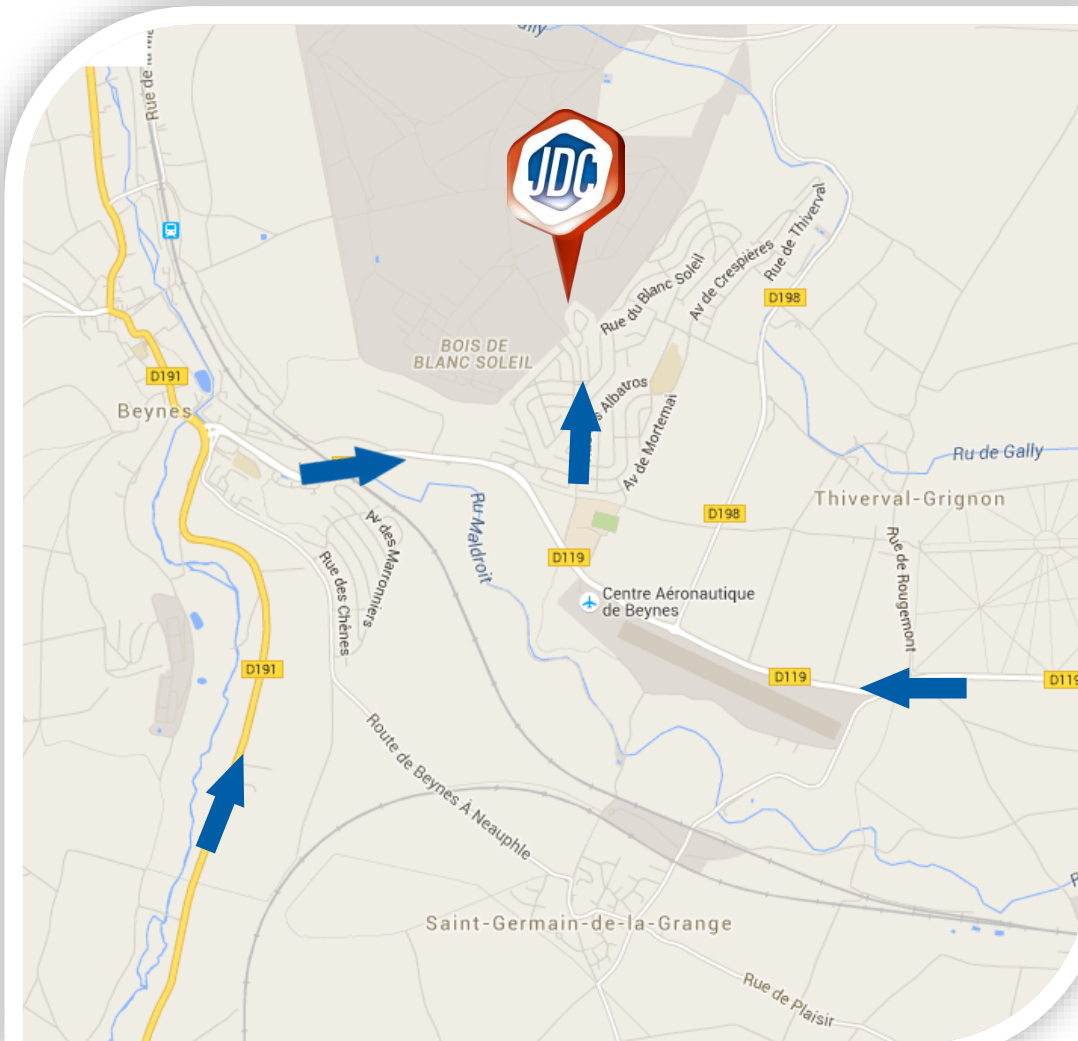 Gally
Rue de la Ma
JDC
Rue de Thiverval
Av de Crespières
Rue du Blanc Soleil
D198
BOIS DE
BLANC SOLEIL
D191
Beynes
s Albatros
Av de Mortemai
Ru de Gally
Thiverval-Grignon
D198
Ru Maldroit
Av des Marronniers
Rue des Chênes
D119
Rue de Rougemont
Centre Aéronautique
de Beynes
D191
D119
D119
Route de Beynes À Neauphle
Saint-Germain-de-la-Grange
Rue de Plaisir